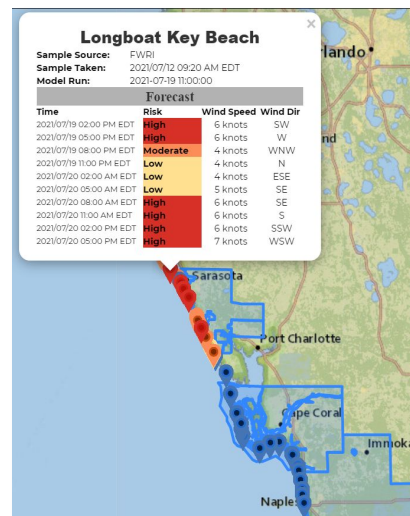 ×
Longboat Key Beach
Sample Source: FWRI
Sample Taken: 2021/07/12 09:20 AM EDT
Model Run: 2021-07-19 11:00:00
Forecast
Time Risk Wind Speed Wind Dir
2021/07/19 02:00 PM EDT High 6 knots SW
2021/07/19 05:00 PM EDT High 6 knots W
2021/07/19 08:00 PM EDT Moderate 4 knots WNW
2021/07/19 11:00 PM EDT Low 4 knots N
2021/07/20 02:00 AM EDT Low 4 knots ESE
2021/07/20 05:00 AM EDT Low 5 knots SE
2021/07/20 08:00 AM EDT High 6 knots SE
2021/07/20 11:00 AM EDT High 6 knots S
2021/07/20 02:00 PM EDT High 6 knots SSW
2021/07/20 05:00 PM EDT High 7 knots WSW
rlando
nd
Sarasota
Port Charlotte
Cape Coral
Immoka
Naples